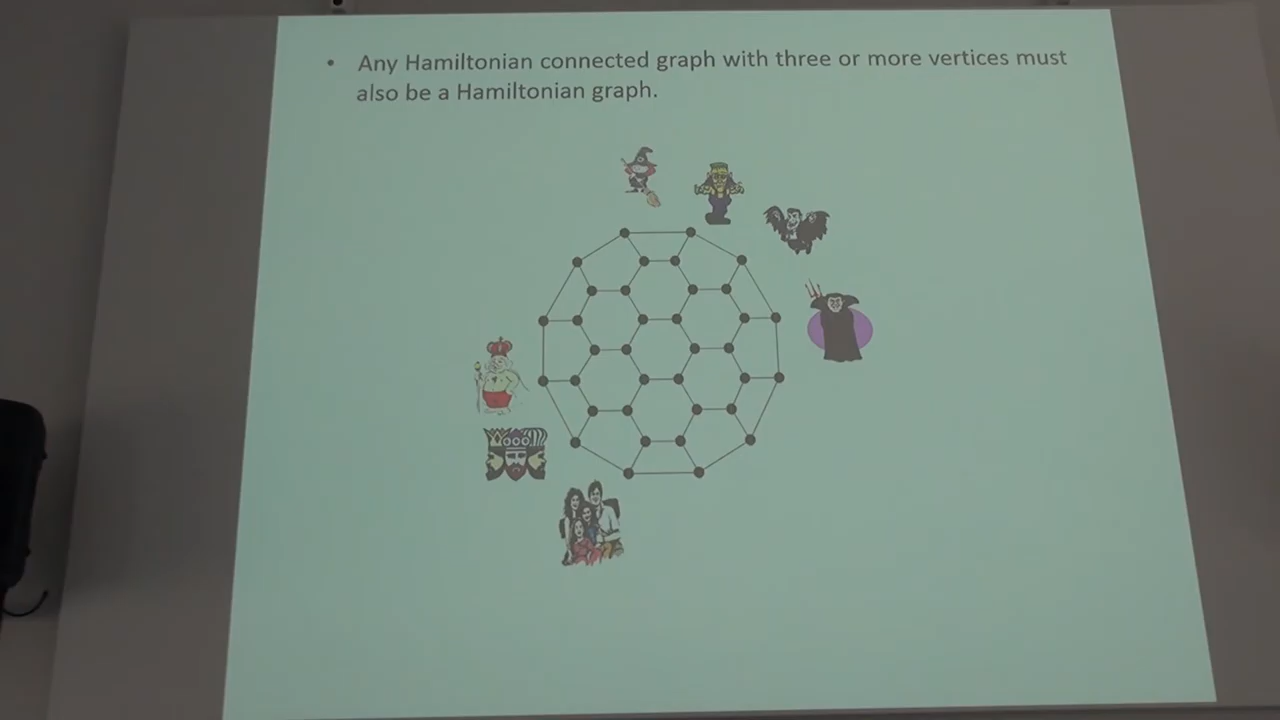 • Any Hamiltonian connected graph with three or more vertices must
also be a Hamiltonian graph.